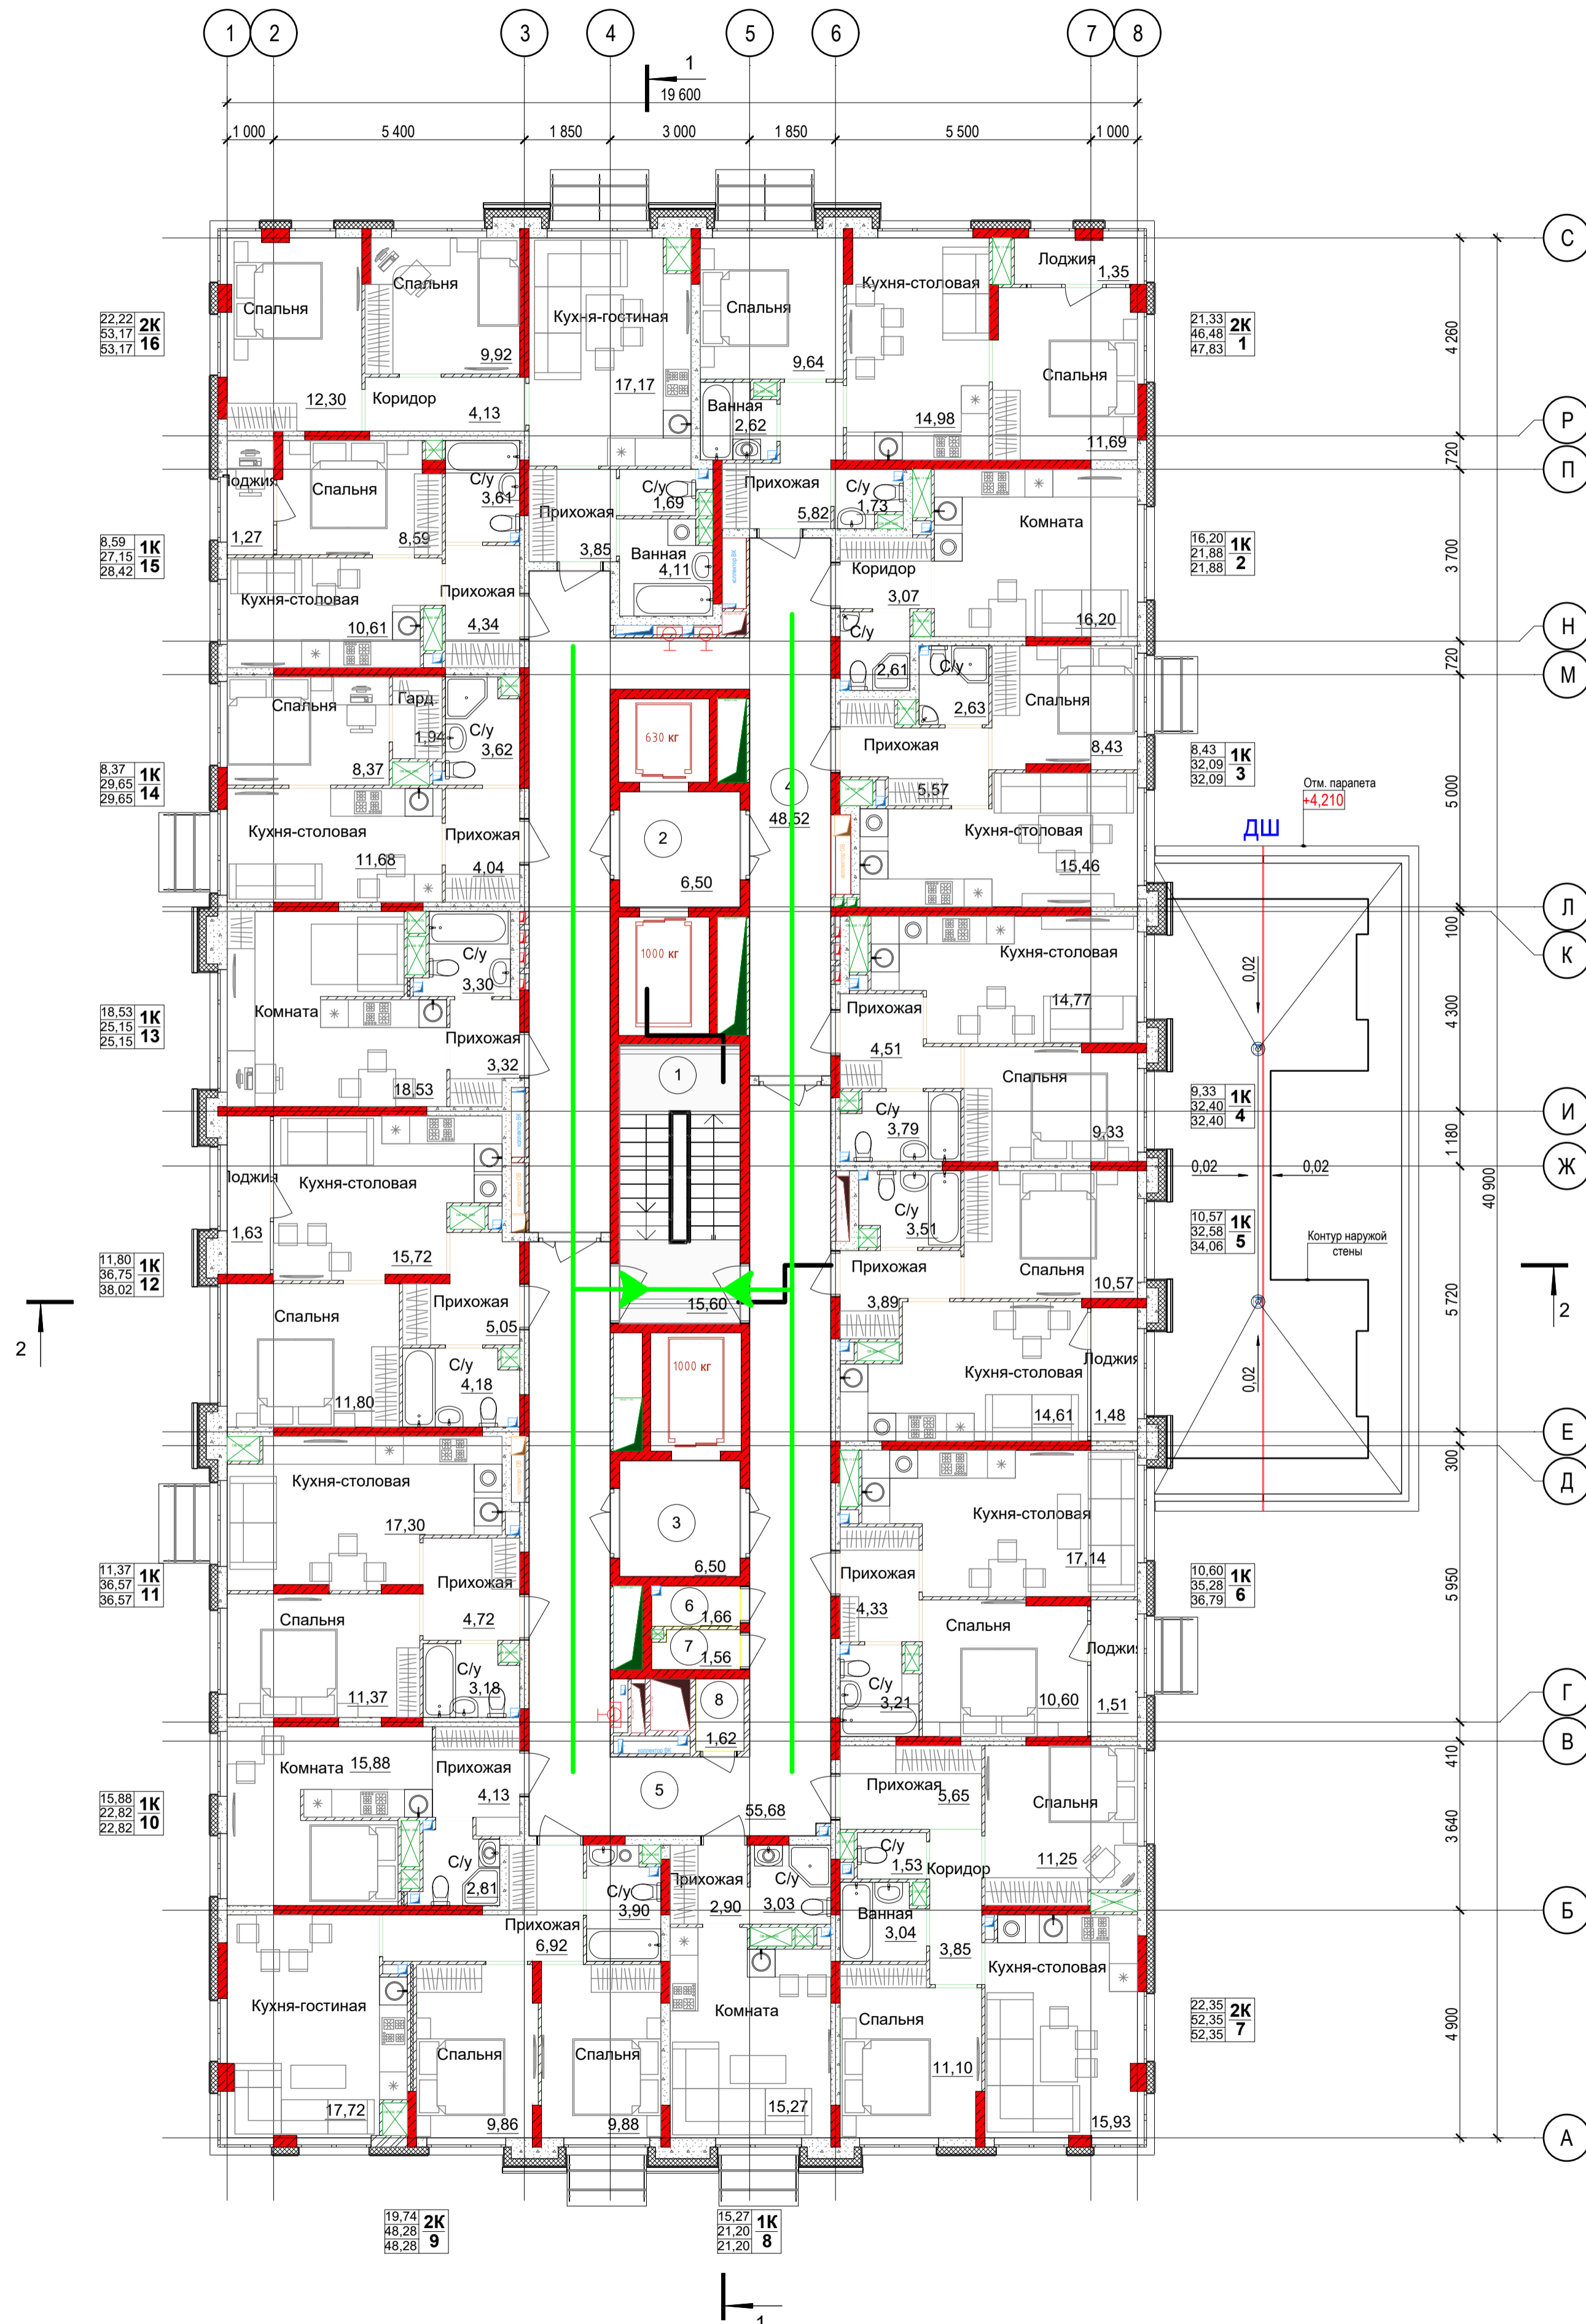 1 2 3 4 5 6 7 8
1
19 600
1 000 5 400 1 850 3 000 1 850 5 500 1 000
С
Лоджия
1,35
Спальня
Спальня
Кухня-гостиная
Спальня
Кухня-столовая
22,22 2К
53,17 16
53,17
21,33 2К
46,48 1
47,83
4 260
9,92
9,64
Спальня
12,30
Коридор
4,13
17,17
Ванная
2,62
14,98
11,69
Р
720
П
Лоджия
Спальня
С/у
3,61
Прихожая
С/у
1,69
Прихожая
5,82
С/у
1,73
Комната
1,27
8,59
3,85
Ванная
4,11
коллектор ВК
Коридор
3,07
8,59 1К
27,15 15
28,42
16,20 1К
21,88 2
21,88
3 700
Кухня-столовая
10,61
Прихожая
4,34
С/у
2,61
16,20
Н
720
М
Спальня
Гард.
1,94
С/у
3,62
630 кг
С/у
2,63
Спальня
8,37
Прихожая
8,43
8,37 1К
29,65 14
29,65
8,43 1К
32,09 3
32,09
5 000
Отм. парапета
+4,210
ДШ
4
48,52
5,57
Кухня-столовая
11,68
Прихожая
4,04
2
6,50
Кухня-столовая
15,46
Л
100
К
С/у
3,30
1000 кг
Кухня-столовая
14,77
0,02
Комната
Прихожая
3,32
18,53
Прихожая
4,51
18,53 1К
25,15 13
25,15
4 300
1
Спальня
9,33
С/у
3,79
9,33 1К
32,40 4
32,40
И
1 180
Ж
коллектор ВК
Лоджия
1,63
Кухня-столовая
15,72
С/у
3,51
0,02 0,02
40 900
10,57 1К
32,58 5
34,06
Контур наружой
стены
11,80 1К
36,75 12
38,02
Прихожая
3,89
Спальня
10,57
2
2
Спальня
11,80
Прихожая
5,05
15,60
5 720
С/у
4,18
1000 кг
Кухня-столовая
14,61
Лоджия
1,48
0,02
Е
300
Д
Кухня-столовая
17,30
3
6,50
Кухня-столовая
17,14
11,37 1К
36,57 11
36,57
10,60 1К
35,28 6
36,79
5 950
Прихожая
4,72
Прихожая
4,33
Спальня
11,37
6
1,66
7
1,56
Спальня
10,60
Лоджия
1,51
С/у
3,18
С/у
3,21
8
1,62
коллектор ВК
Г
410
В
Комната
15,88
Прихожая
4,13
5
55,68
Прихожая
5,65
Спальня
11,25
15,88 1К
22,82 10
22,82
3 640
С/у
2,81
С/у
3,90
Прихожая
2,90
С/у
3,03
С/у
1,53
Коридор
3,85
Ванная
3,04
Б
Прихожая
6,92
Кухня-гостиная
17,72
Кухня-столовая
15,93
Комната
15,27
Спальня
11,10
Спальня
9,86
Спальня
9,88
22,35 2К
52,35 7
52,35
4 900
А
19,74 2К
48,28 9
48,28
15,27 1К
21,20 8
21,20
1